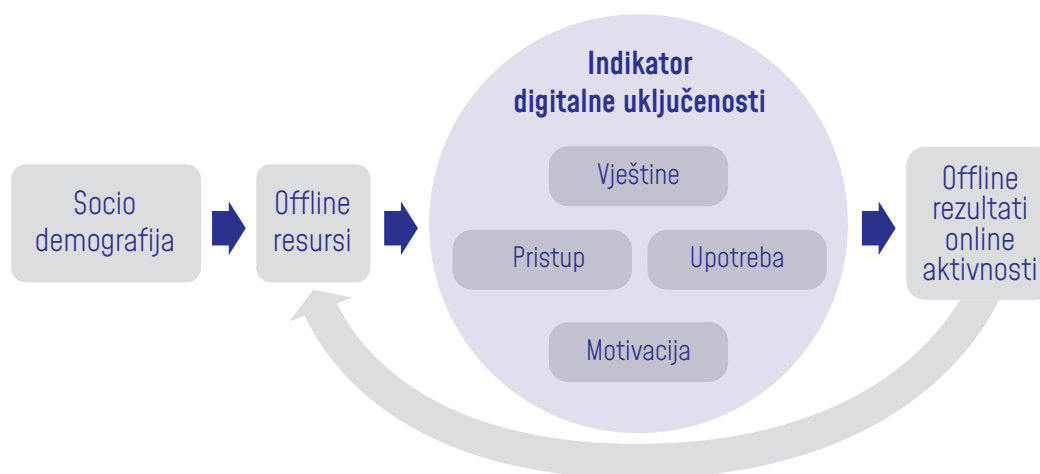 Indikator
digitalne uključenosti
Socio
demografija
Offline
resursi
Vještine
Pristup
Upotreba
Motivacija
Offline
rezultati
online
aktivnosti